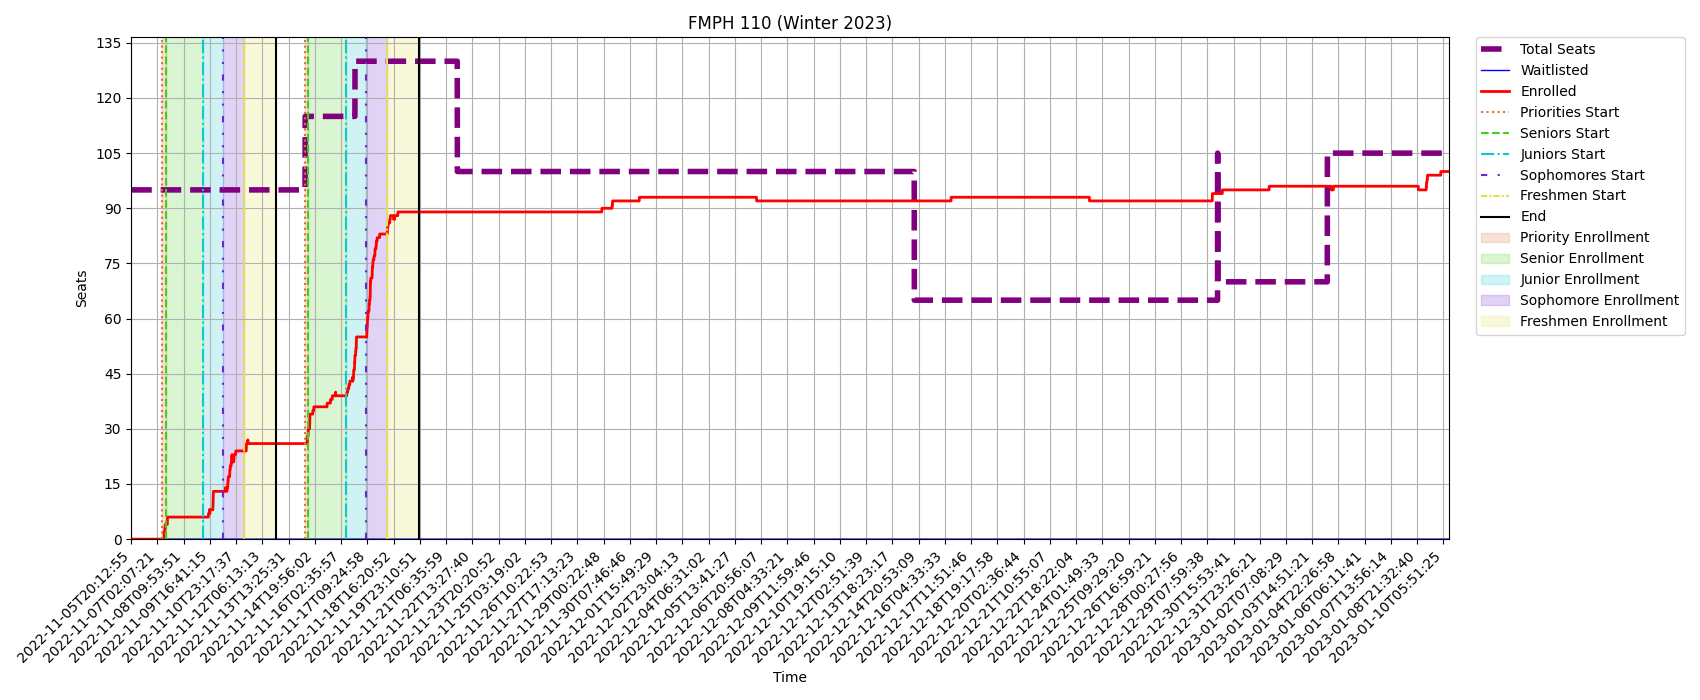 FMPH 110 (Winter 2023)
Seats
135
120
105
90
75
60
45
30
15
0
2022-11-05T20:12:55
2022-11-07T02:07:21
2022-11-08T09:53:51
2022-11-09T16:41:15
2022-11-10T23:17:37
2022-11-12T06:13:13
2022-11-13T13:25:31
2022-11-14T19:56:02
2022-11-16T02:35:57
2022-11-17T09:24:58
2022-11-18T16:20:52
2022-11-19T23:10:51
2022-11-21T06:35:59
2022-11-22T13:27:40
2022-11-23T20:20:52
2022-11-25T03:19:02
2022-11-26T10:22:53
2022-11-27T17:13:23
2022-11-29T00:22:48
2022-11-30T07:46:46
2022-12-01T15:49:29
2022-12-02T23:04:13
2022-12-04T06:31:02
2022-12-05T13:41:27
2022-12-06T20:56:07
2022-12-08T04:33:21
2022-12-09T11:59:46
2022-12-10T19:15:10
2022-12-12T02:51:39
2022-12-13T18:23:17
2022-12-14T20:53:09
2022-12-16T04:33:33
2022-12-17T11:51:46
2022-12-18T19:17:58
2022-12-20T02:36:44
2022-12-21T10:55:07
2022-12-22T18:22:04
2022-12-24T01:49:33
2022-12-25T09:29:20
2022-12-26T16:59:21
2022-12-28T00:27:56
2022-12-29T07:59:38
2022-12-30T15:53:41
2022-12-31T23:26:21
2023-01-02T07:08:29
2023-01-03T14:51:21
2023-01-04T22:26:58
2023-01-06T06:11:41
2023-01-07T13:56:14
2023-01-08T21:32:40
2023-01-10T05:51:25
Time
Total Seats
Waitlisted
Enrolled
Priorities Start
Seniors Start
Juniors Start
Sophomores Start
Freshmen Start
End
Priority Enrollment
Senior Enrollment
Junior Enrollment
Sophomore Enrollment
Freshmen Enrollment